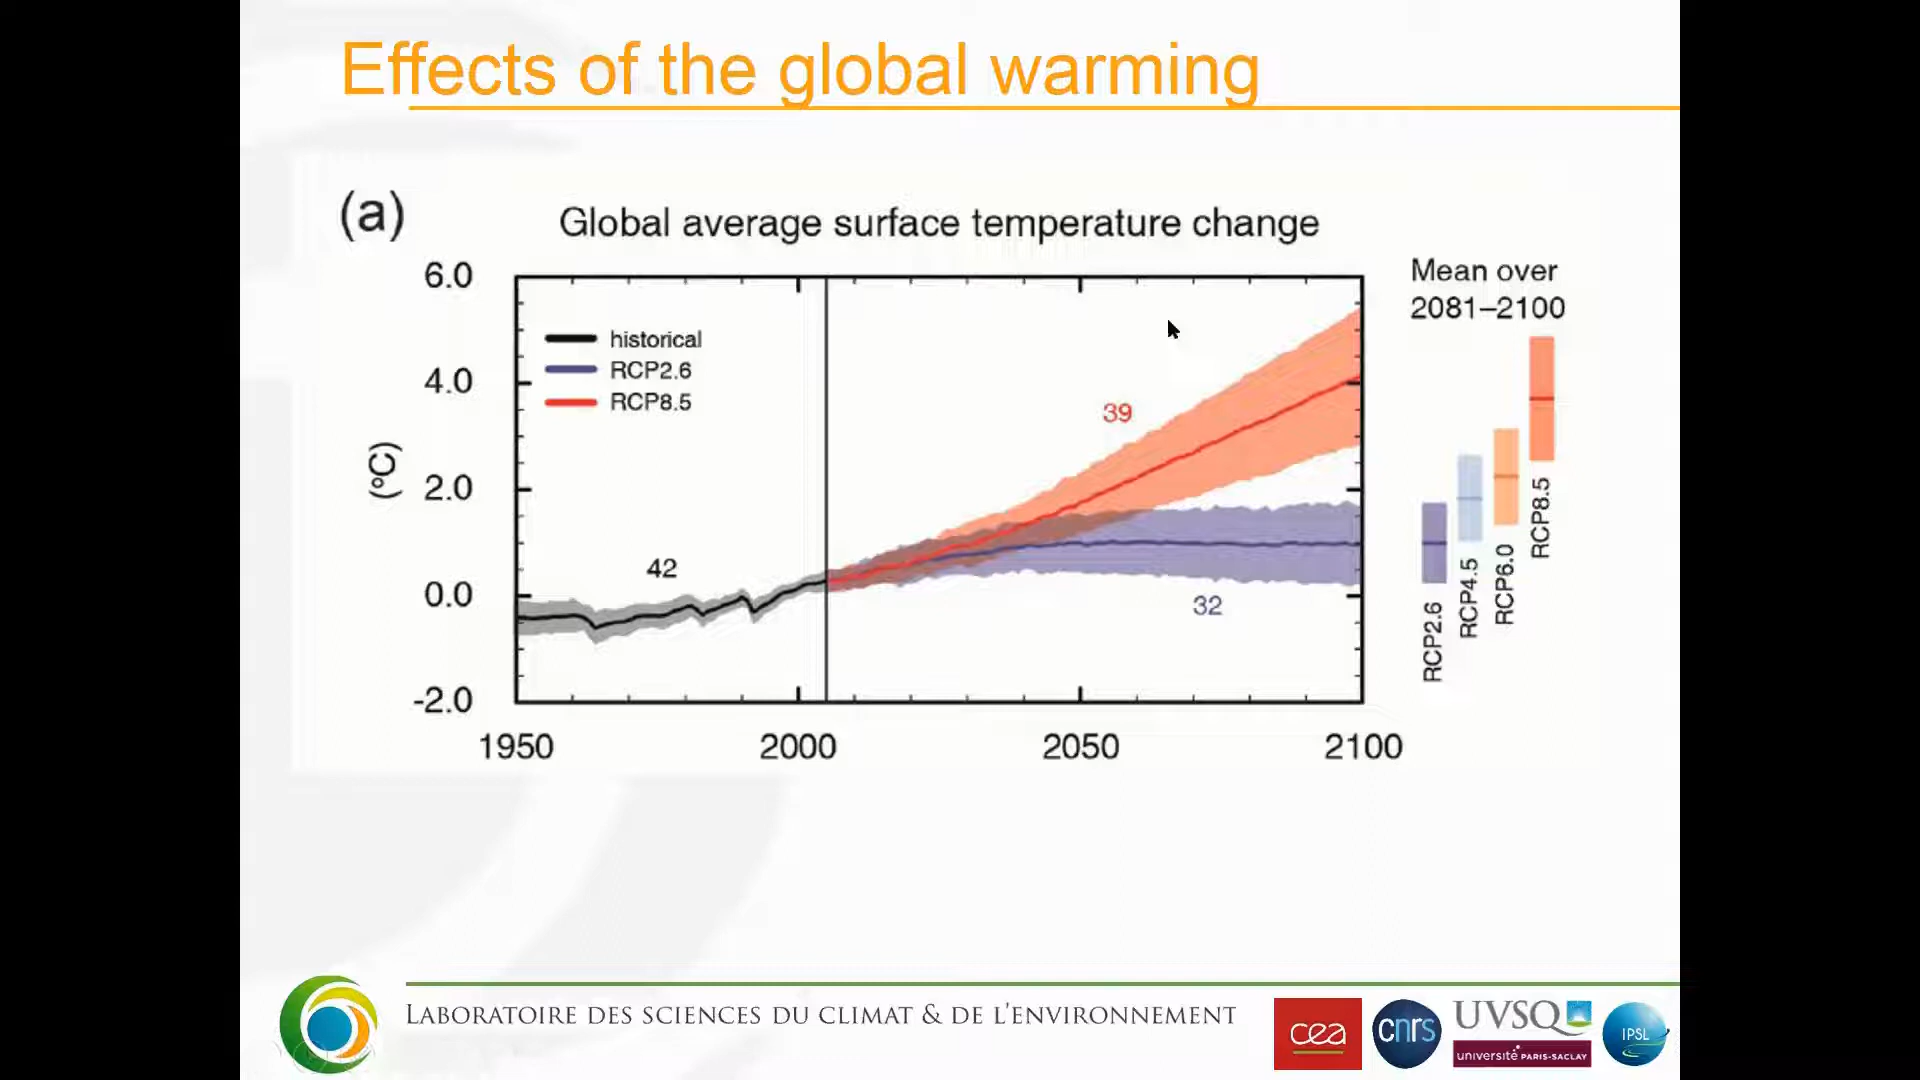 Effects of the global warming
(a)
Global average surface temperature change
Mean over
2081–2100
6.0
4.0
2.0
0.0
-2.0
(°C)
historical
RCP2.6
RCP8.5
39
42
32
1950
2000
2050
2100
RCP2.6
RCP4.5
RCP6.0
RCP8.5
LABORATOIRE DES SCIENCES DU CLIMAT & DE L'ENVIRONNEMENT
cea
cnrs
UVSQ
université PARIS-SACLAY
IPSL